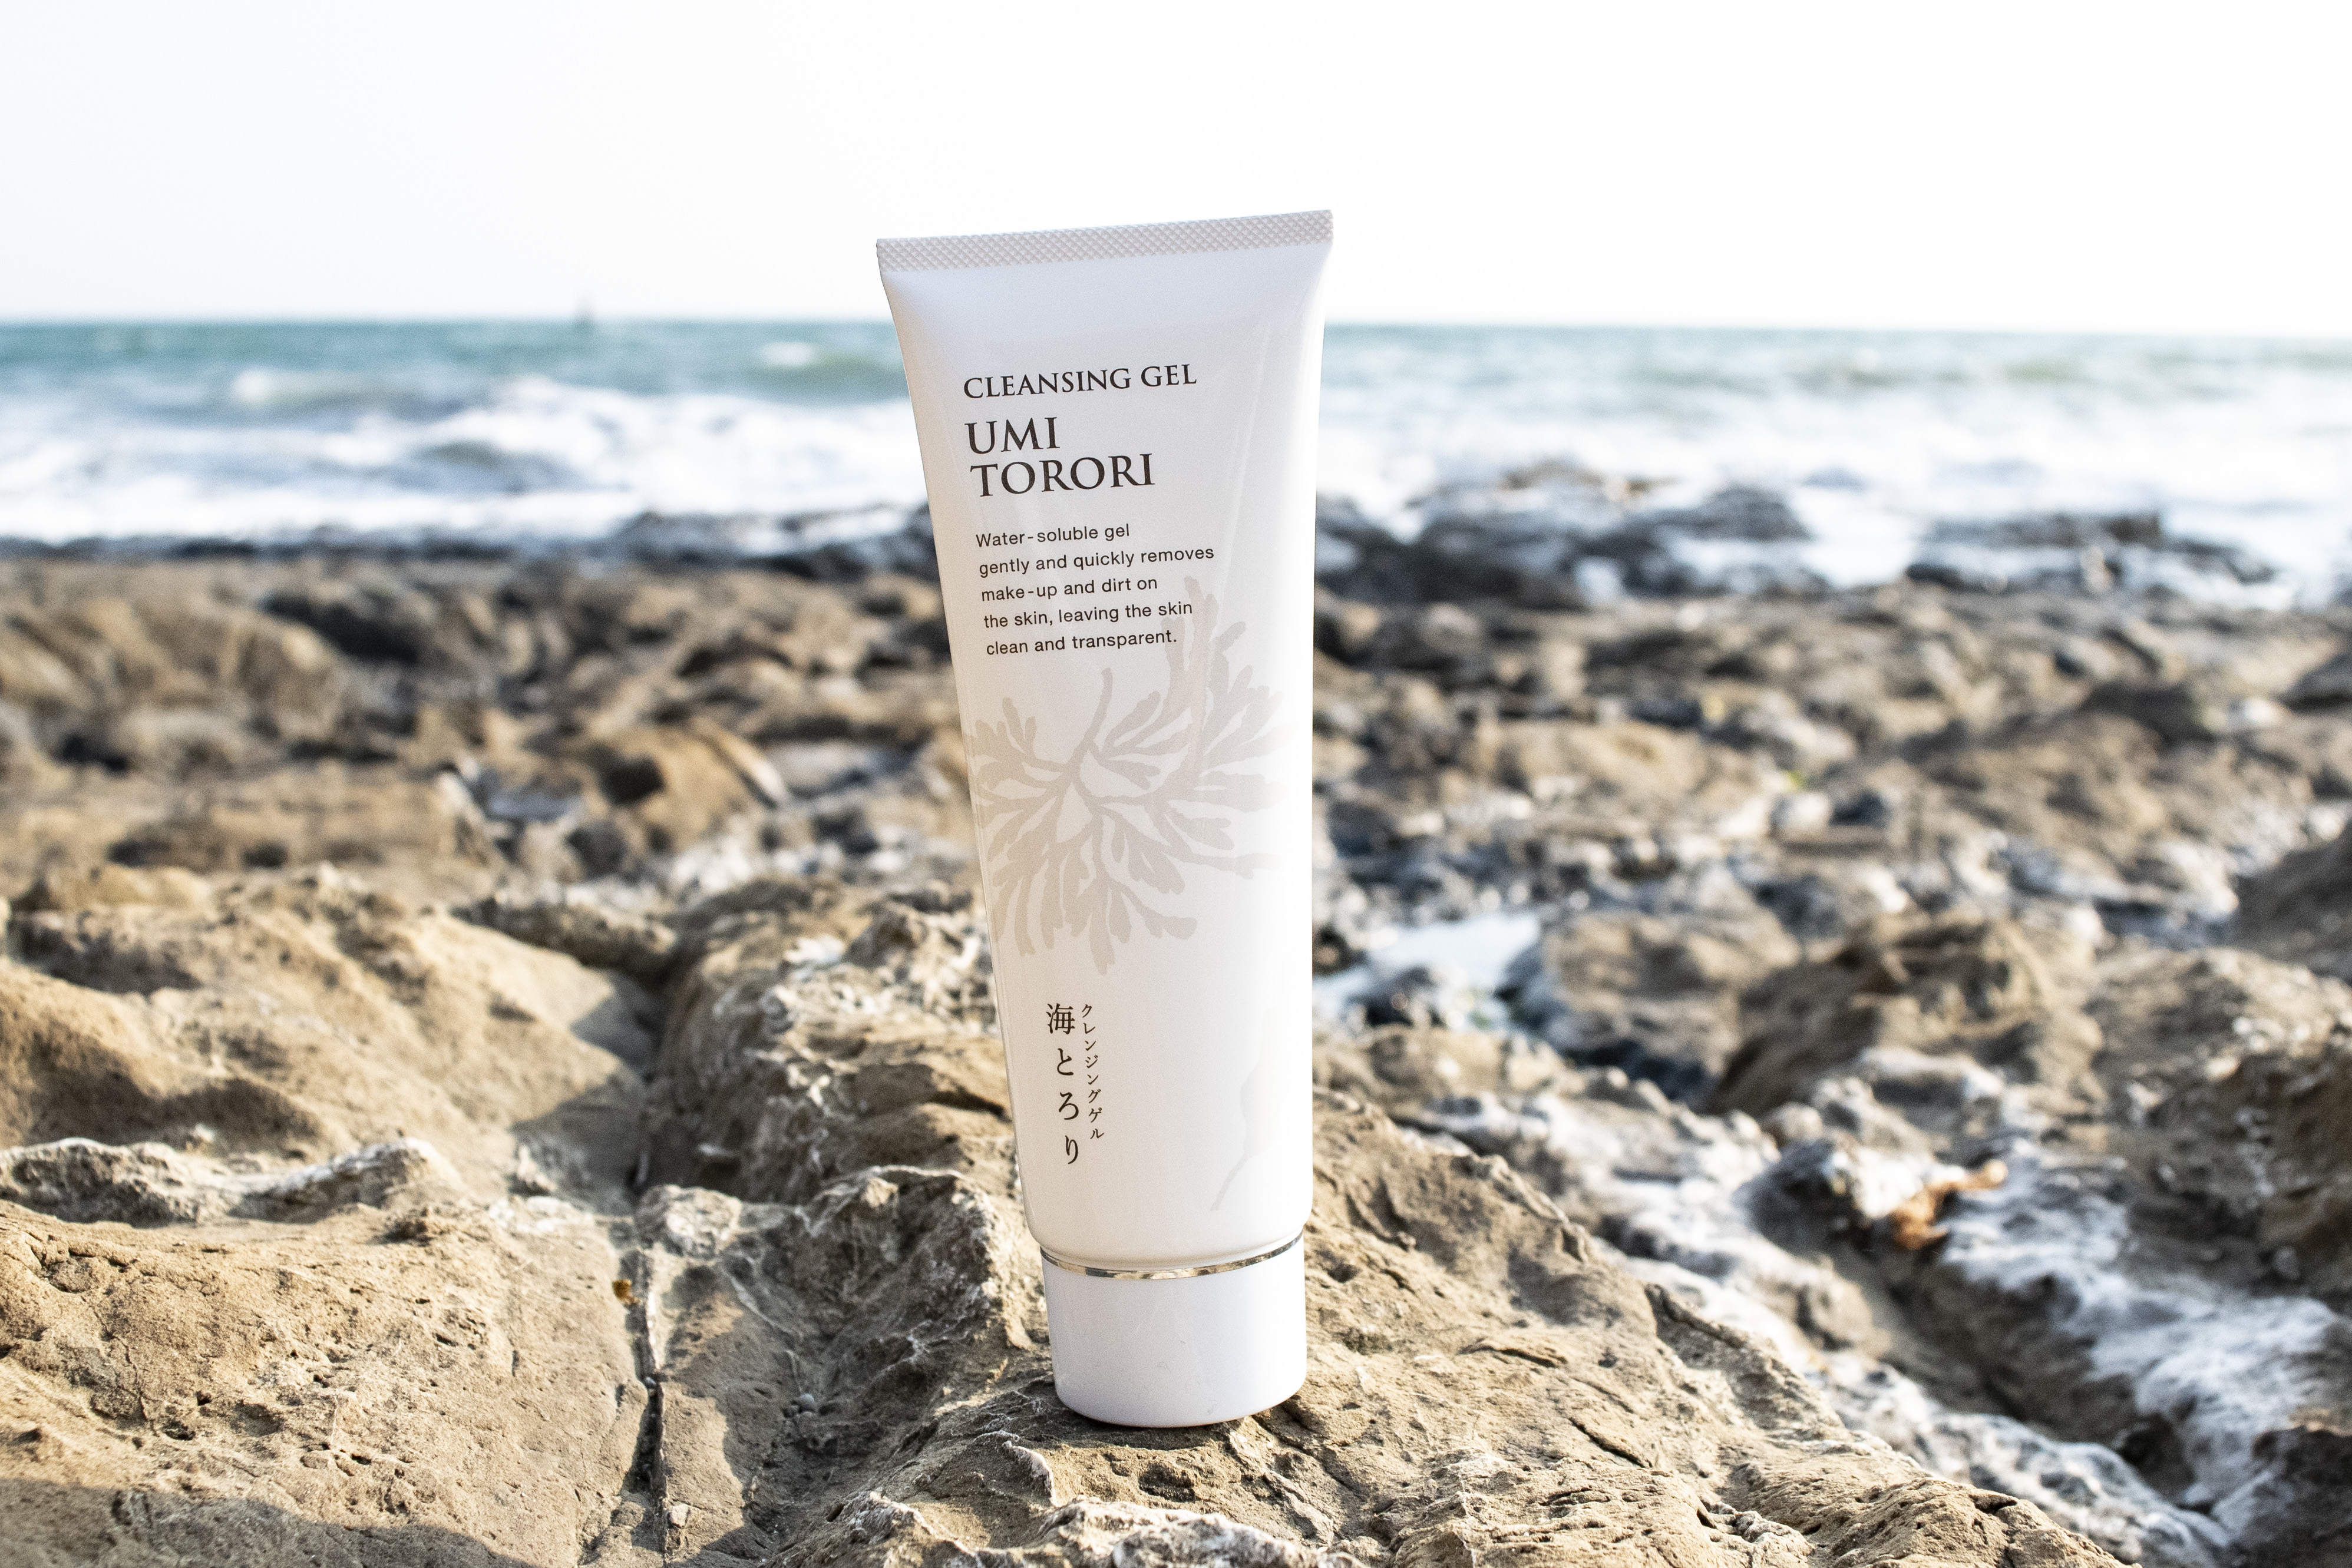 CLEANSING GEL
UMI
TORORI
Water-soluble gel
gently and quickly removes
make-up and dirt on
the skin, leaving the skin
clean and transparent.
クレンジングゲル
海とろり